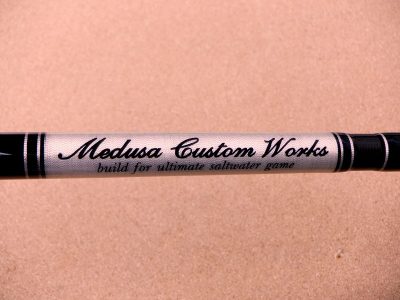 Medusa Custom Works
build for ultimate saltwater game